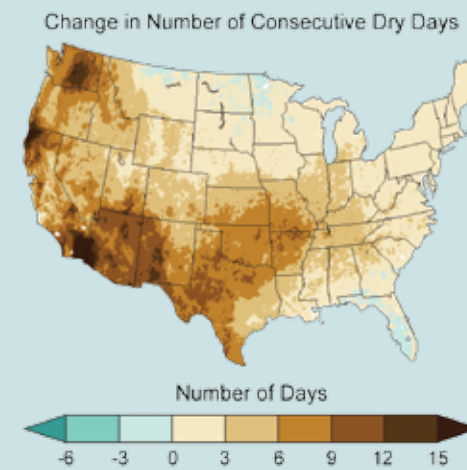 Change in Number of Consecutive Dry Days
Number of Days
-6 -3 0 3 6 9 12 15